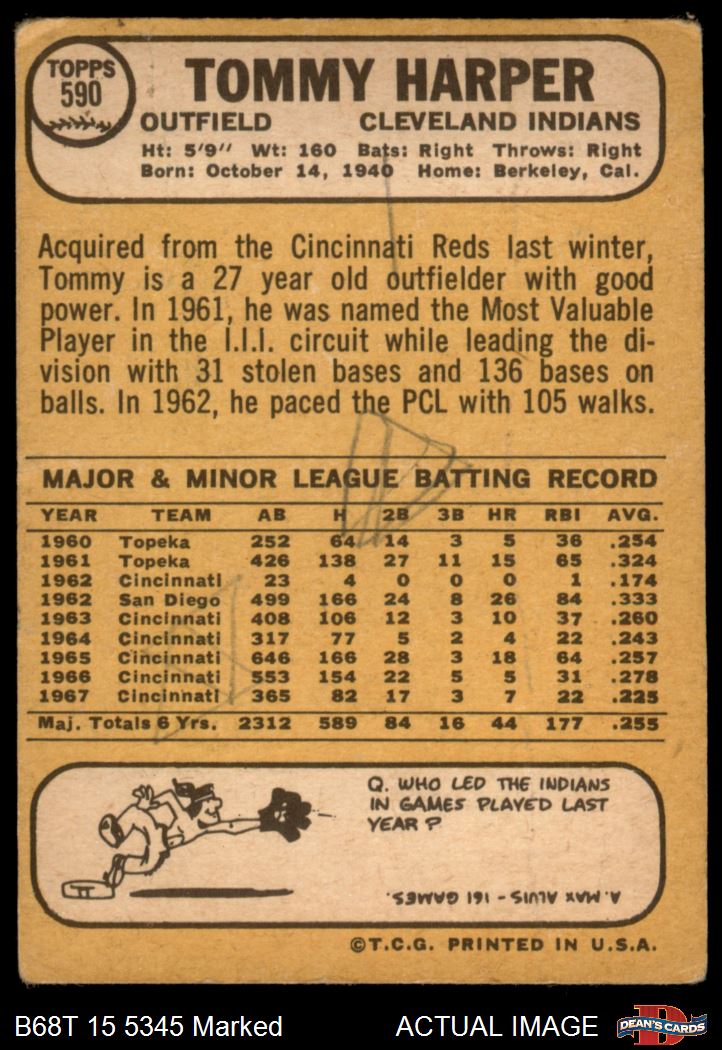 TOPPS
590
TOMMY HARPER
OUTFIELD CLEVELAND INDIANS
Ht: 5'9" Wt: 160 Bats: Right Throws: Right
Born: October 14, 1940 Home: Berkeley, Cal.
Acquired from the Cincinnati Reds last winter,
Tommy is a 27 year old outfielder with good
power. In 1961, he was named the Most Valuable
Player in the I.I.I. circuit while leading the di-
vision with 31 stolen bases and 136 bases on
balls. In 1962, he paced the PCL with 105 walks.
MAJOR & MINOR LEAGUE BATTING RECORD
YEAR TEAM AB H 2B 3B HR RBI AVG.
1960 Topeka 252 64 14 3 5 36 .254
1961 Topeka 426 138 27 11 15 65 .324
1962 Cincinnati 23 4 0 0 0 1 .174
1962 San Diego 499 166 24 8 26 84 .333
1963 Cincinnati 408 106 12 3 10 37 .260
1964 Cincinnati 317 77 5 2 4 22 .243
1965 Cincinnati 646 166 28 3 18 64 .257
1966 Cincinnati 553 154 22 5 5 31 .278
1967 Cincinnati 365 82 17 3 7 22 .225
Maj. Totals 6 Yrs. 2312 589 84 16 44 177 .255
Q. WHO LED THE INDIANS
IN GAMES PLAYED LAST
YEAR?
A. MAX ALVIS - 161 GAMES.
©T.C.G. PRINTED IN U.S.A.
B68T 15 5345 Marked ACTUAL IMAGE
D
DEAN'S CARDS